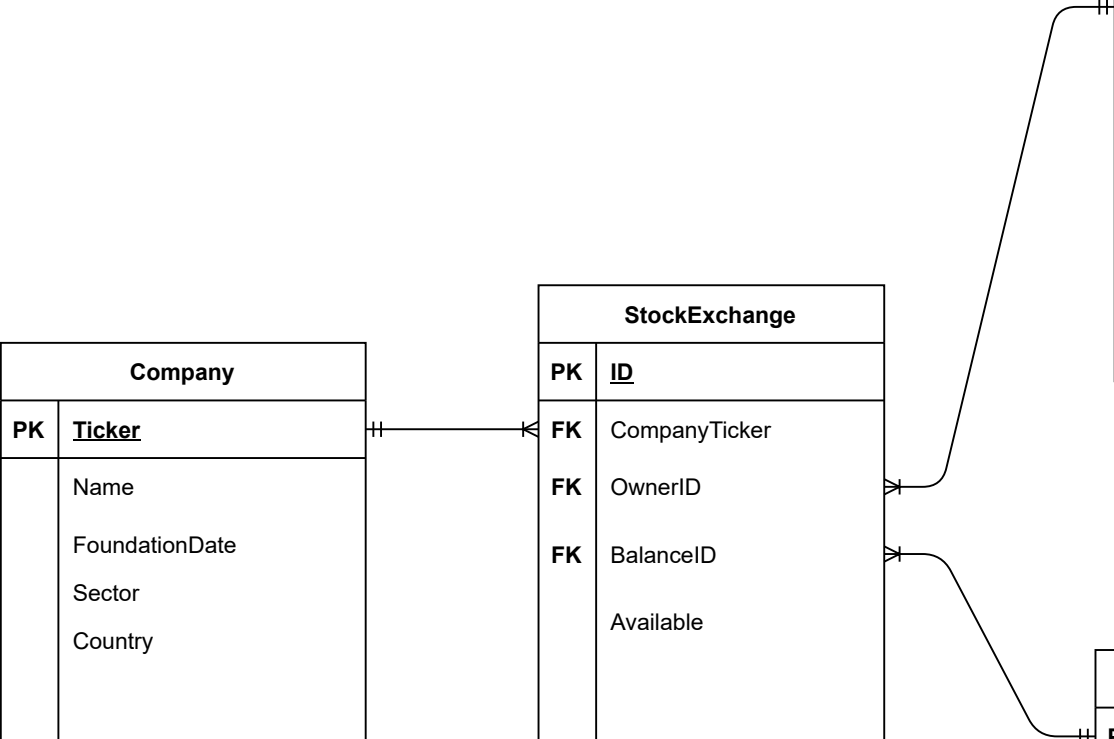 StockExchange
Company
PK ID
PK Ticker
FK CompanyTicker
Name
FK OwnerID
FoundationDate
FK BalanceID
Sector
Available
Country